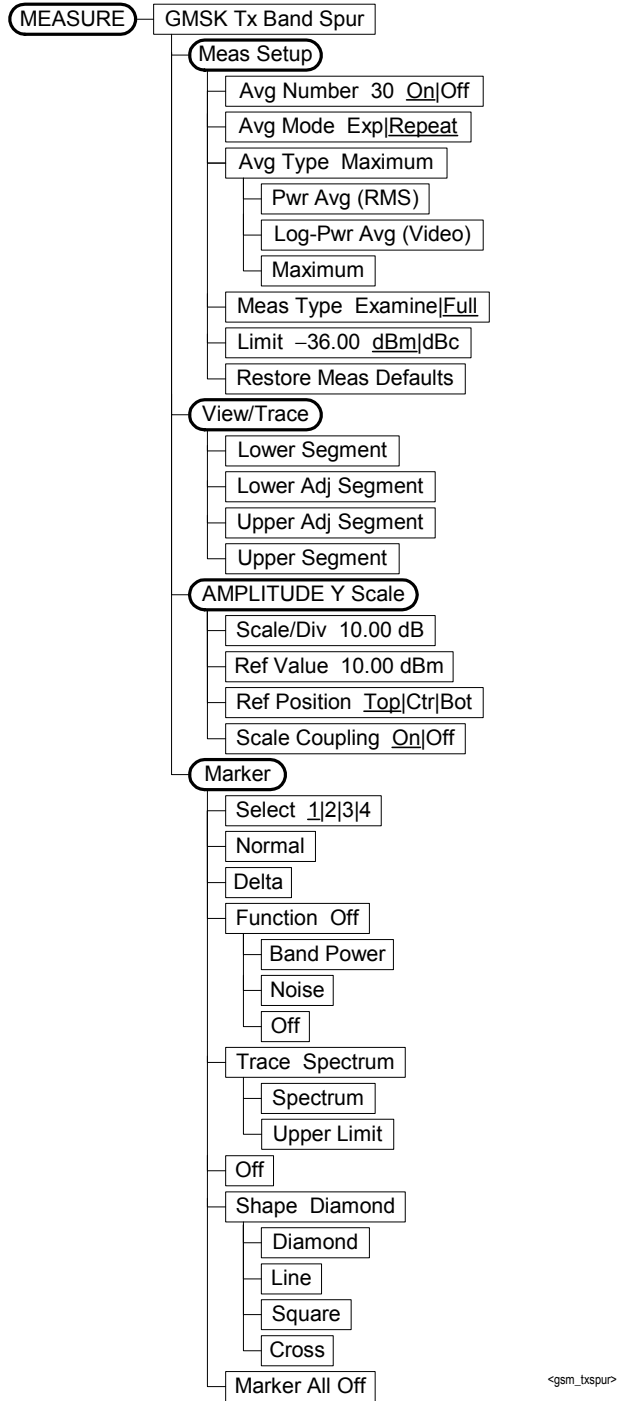 MEASURE GMSK Tx Band Spur
Meas Setup
Avg Number 30 On|Off
Avg Mode Exp|Repeat
Avg Type Maximum
Pwr Avg (RMS)
Log-Pwr Avg (Video)
Maximum
Meas Type Examine|Full
Limit −36.00 dBm|dBc
Restore Meas Defaults
View/Trace
Lower Segment
Lower Adj Segment
Upper Adj Segment
Upper Segment
AMPLITUDE Y Scale
Scale/Div 10.00 dB
Ref Value 10.00 dBm
Ref Position Top|Ctr|Bot
Scale Coupling On|Off
Marker
Select 1|2|3|4
Normal
Delta
Function Off
Band Power
Noise
Off
Trace Spectrum
Spectrum
Upper Limit
Off
Shape Diamond
Diamond
Line
Square
Cross
Marker All Off
<gsm_txspur>